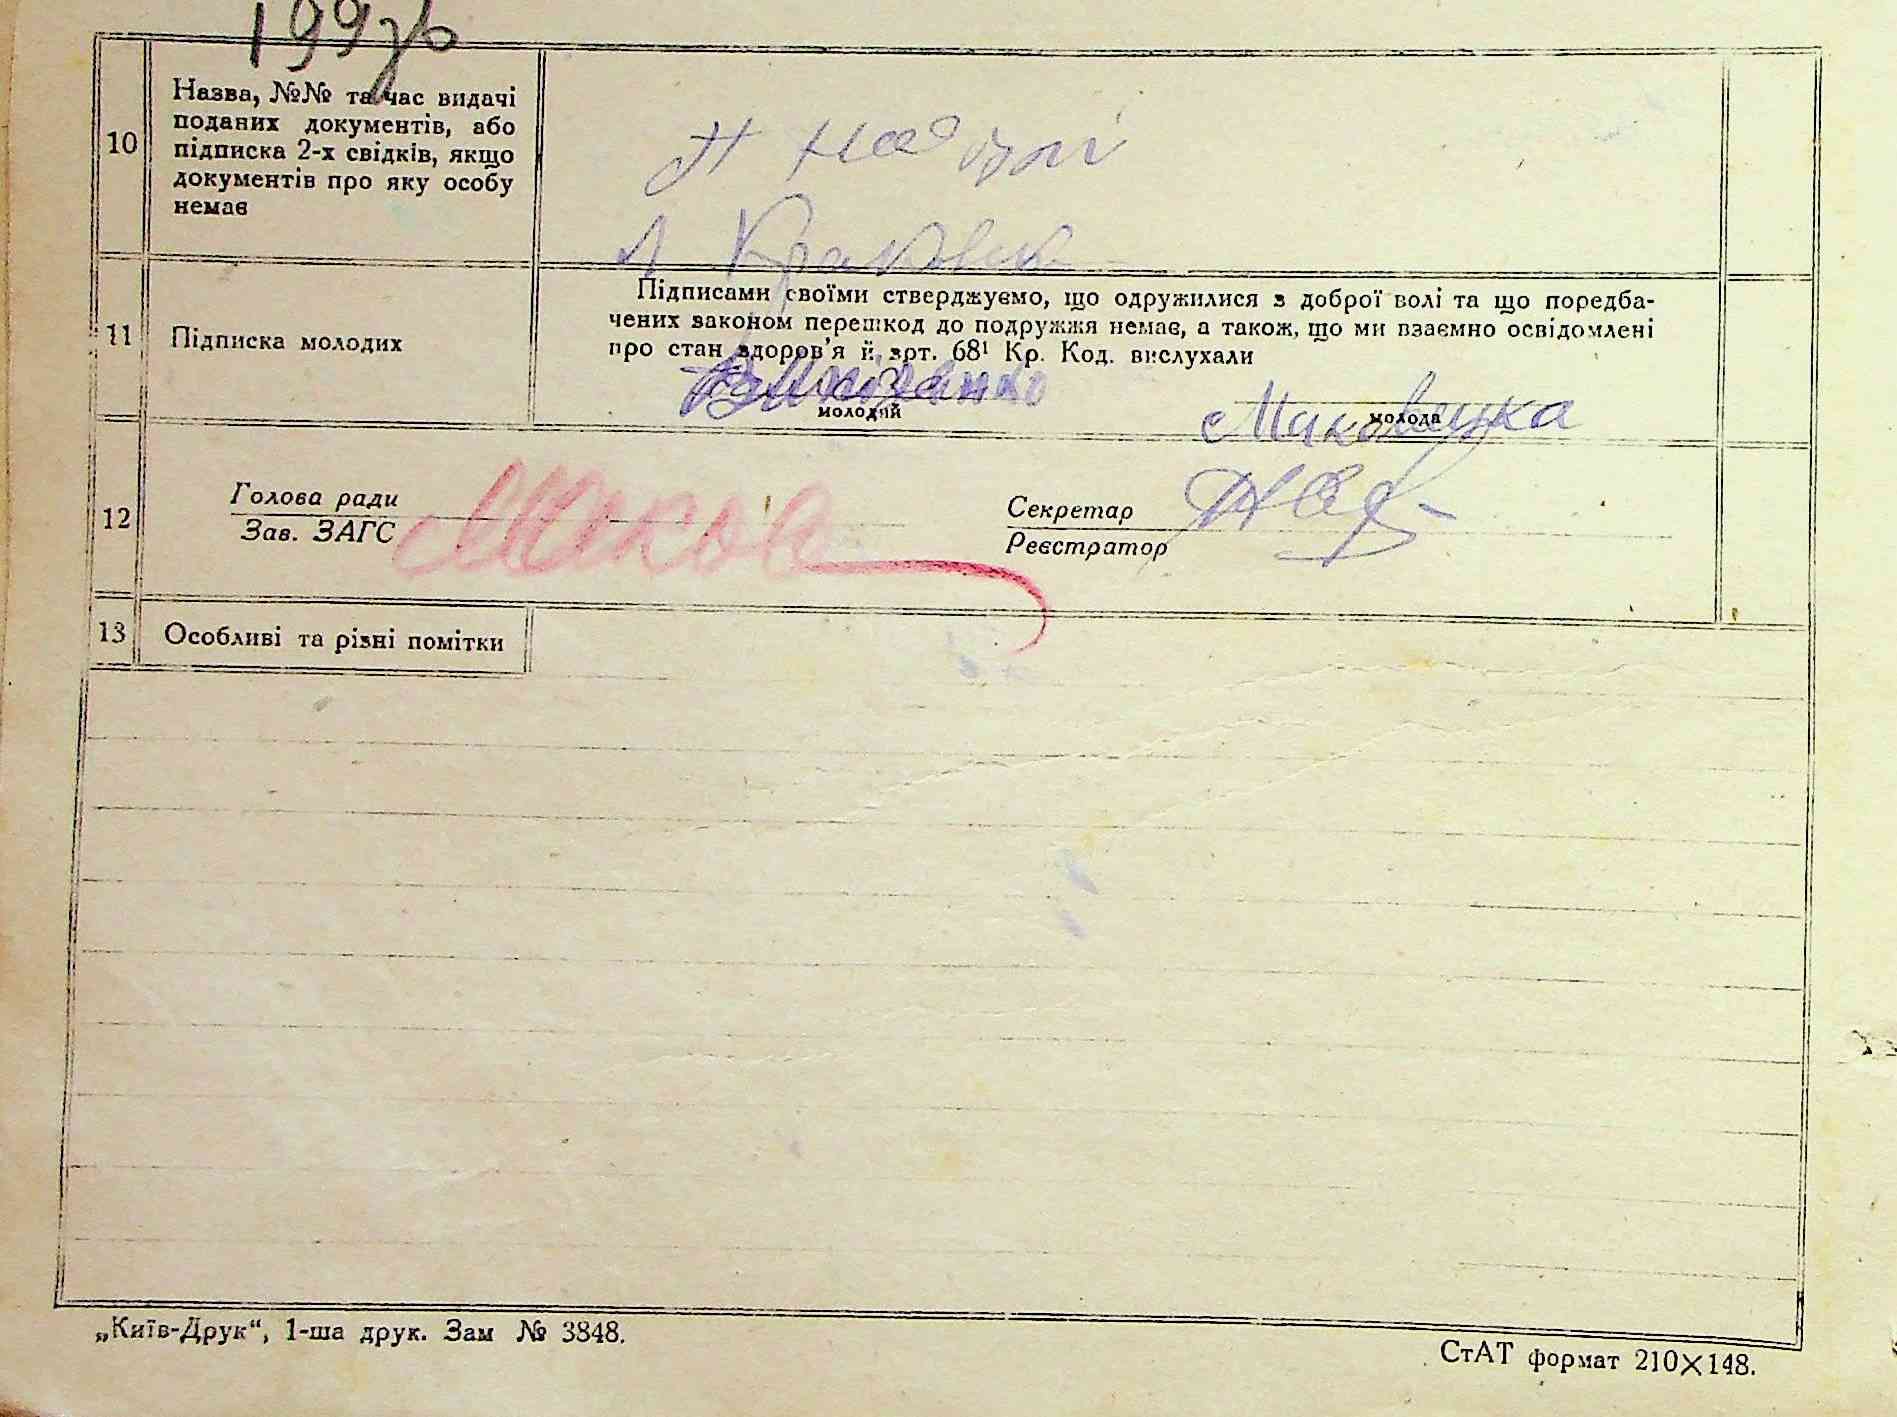 10
Назва, №№ та час видачі
поданих документів, або
підписка 2-х свідків, якщо
документів про яку особу
немає
11
Підписка молодих
Підписами своїми стверджуємо, що одружилися з доброї волі та що поредба-
чених законом перешкод до подружжя немає, а також, що ми взаємно освідомлені
про стан здоров'я й арт. 68¹ Кр. Код. вислухали
молодий
Маковецка
молода
12
Голова ради
Зав. ЗАГС
Секретар
Реєстратор
13
Особливі та різні помітки
„Київ-Друк“, 1-ша друк. Зам № 3848.
СтАТ формат 210×148.